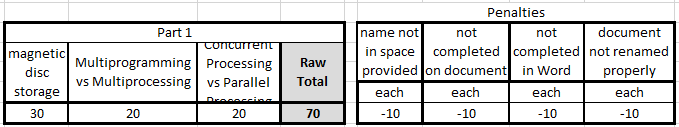 Penalties
Part 1
magnetic
disc
storage
Multiprogramming
vs Multiprocessing
Concurrent
Processing
vs Parallel
Processing
Raw
Total
name not
in space
provided
not
completed
on document
not
completed
in Word
document
not renamed
properly
each each each each
30 20 20 70
-10 -10 -10 -10